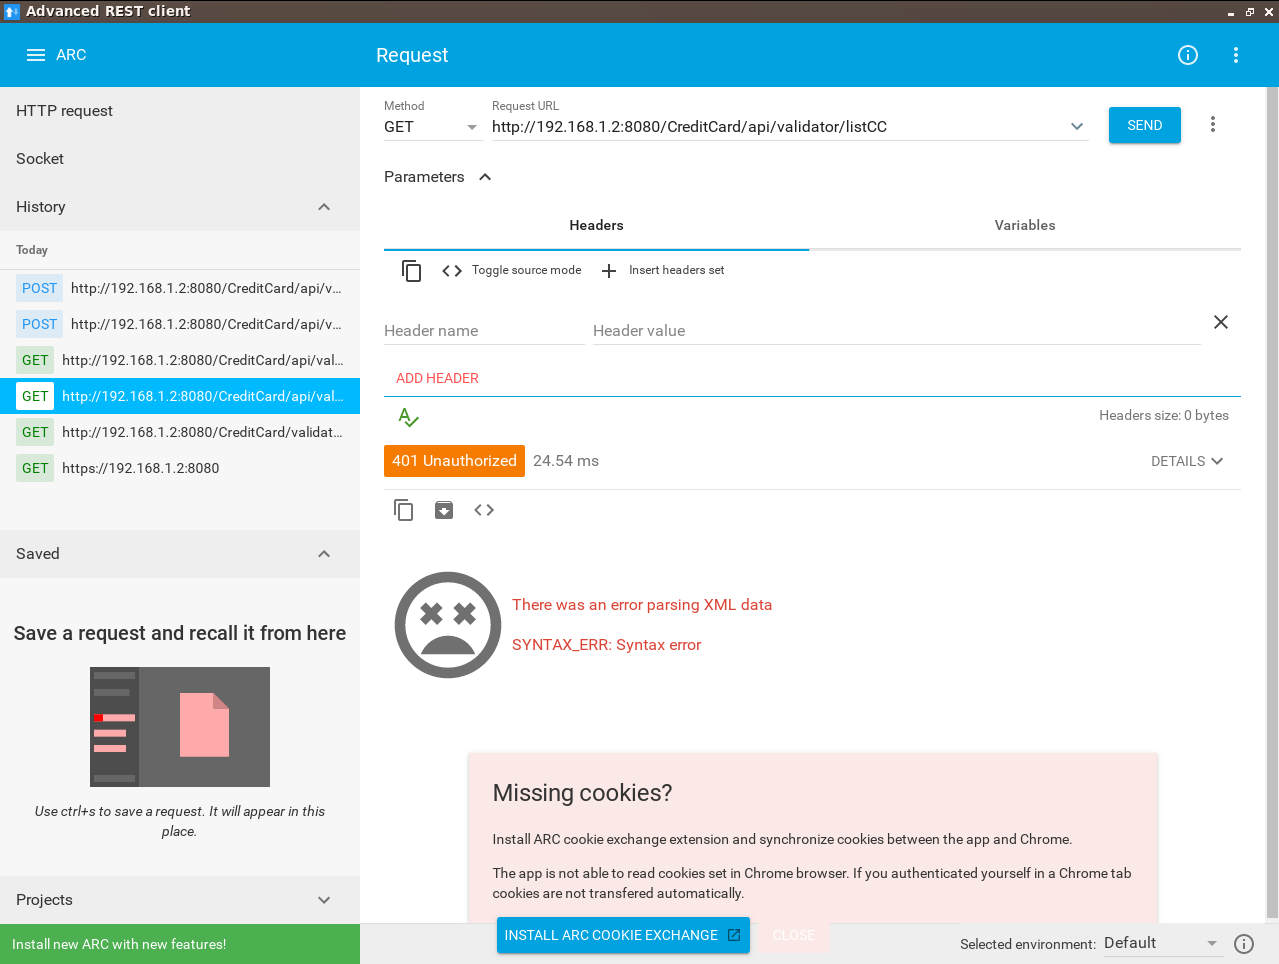 Advanced REST client
ARC
Request
HTTP request
Socket
History
Today
POST http://192.168.1.2:8080/CreditCard/api/v...
POST http://192.168.1.2:8080/CreditCard/api/v...
GET http://192.168.1.2:8080/CreditCard/api/val...
GET http://192.168.1.2:8080/CreditCard/api/val...
GET http://192.168.1.2:8080/CreditCard/validat...
GET https://192.168.1.2:8080
Saved
Save a request and recall it from here
Use ctrl+s to save a request. It will appear in this
place.
Projects
Install new ARC with new features!
Method
Request URL
GET
http://192.168.1.2:8080/CreditCard/api/validator/listCC
SEND
Parameters
Headers
Variables
Toggle source mode
Insert headers set
Header name
Header value
ADD HEADER
Headers size: 0 bytes
401 Unauthorized
24.54 ms
DETAILS
There was an error parsing XML data
SYNTAX_ERR: Syntax error
Missing cookies?
Install ARC cookie exchange extension and synchronize cookies between the app and Chrome.
The app is not able to read cookies set in Chrome browser. If you authenticated yourself in a Chrome tab
cookies are not transfered automatically.
INSTALL ARC COOKIE EXCHANGE
CLOSE
Selected environment: Default